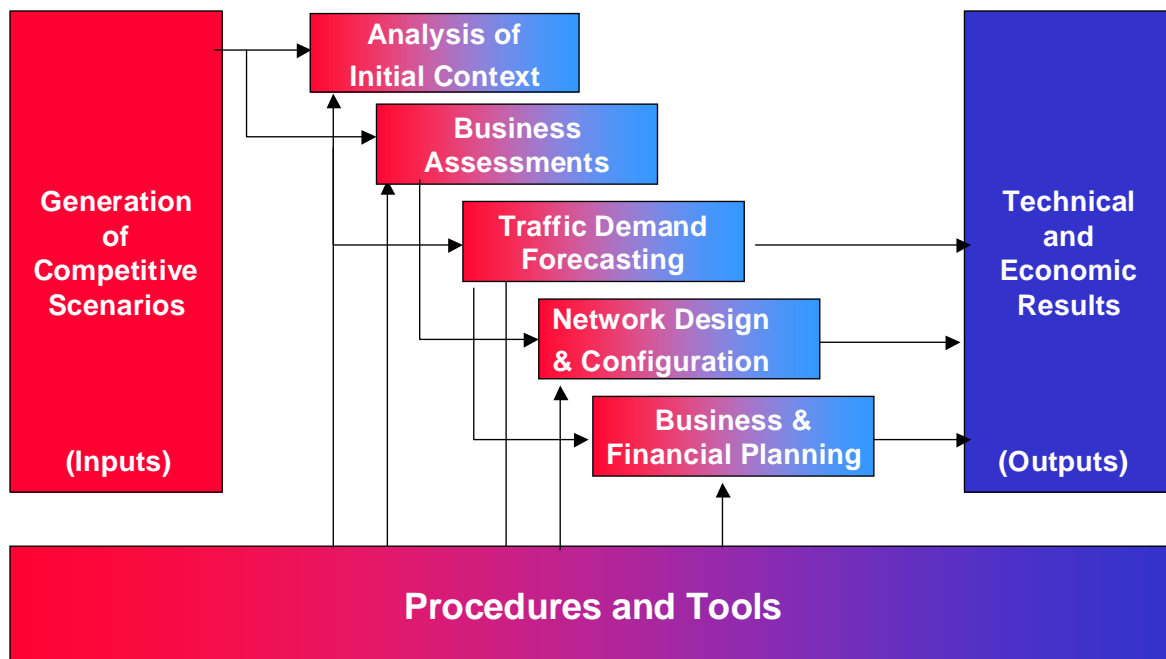 Generation
of
Competitive
Scenarios
(Inputs)
Analysis of
Initial Context
Business
Assessments
Traffic Demand
Forecasting
Network Design
& Configuration
Business &
Financial Planning
Technical
and
Economic
Results
(Outputs)
Procedures and Tools